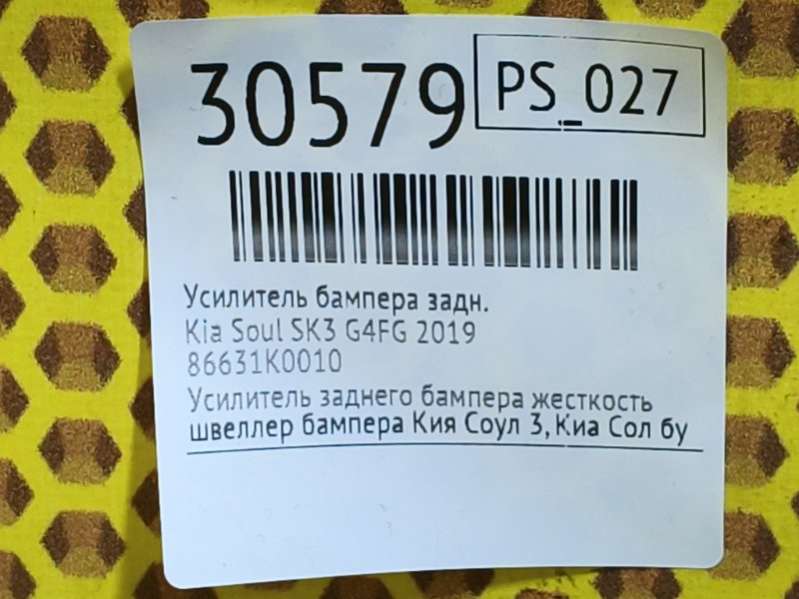 30579
PS_027
Усилитель бампера задн.
Kia Soul SK3 G4FG 2019
86631K0010
Усилитель заднего бампера жесткость
швеллер бампера Кия Соул 3, Киа Сол бу